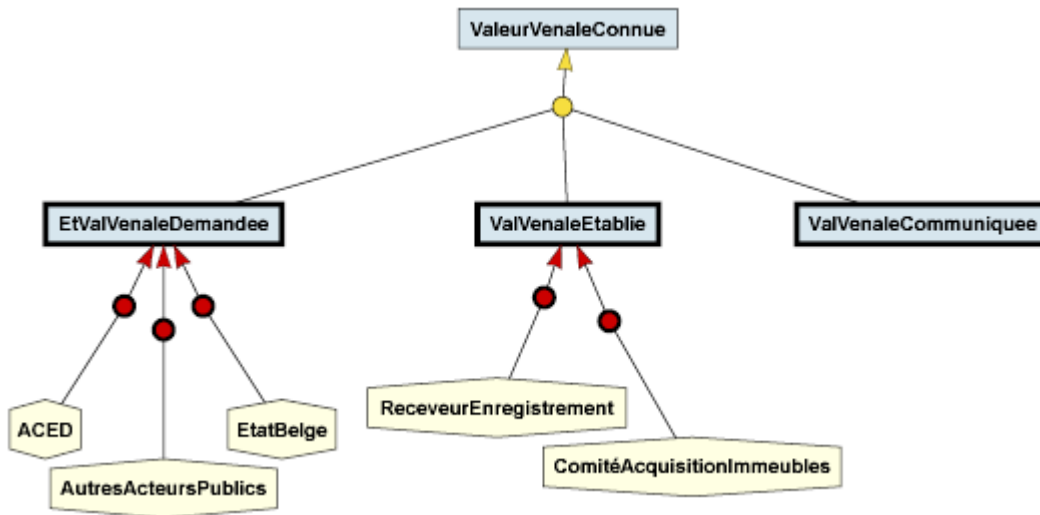 ValeurVenaleConnue
EtValVenaleDemandee
ValVenaleEtablie
ValVenaleCommuniquee
ACED
AutresActeursPublics
EtatBelge
ReceveurEnregistrement
ComitéAcquisitionImmeubles